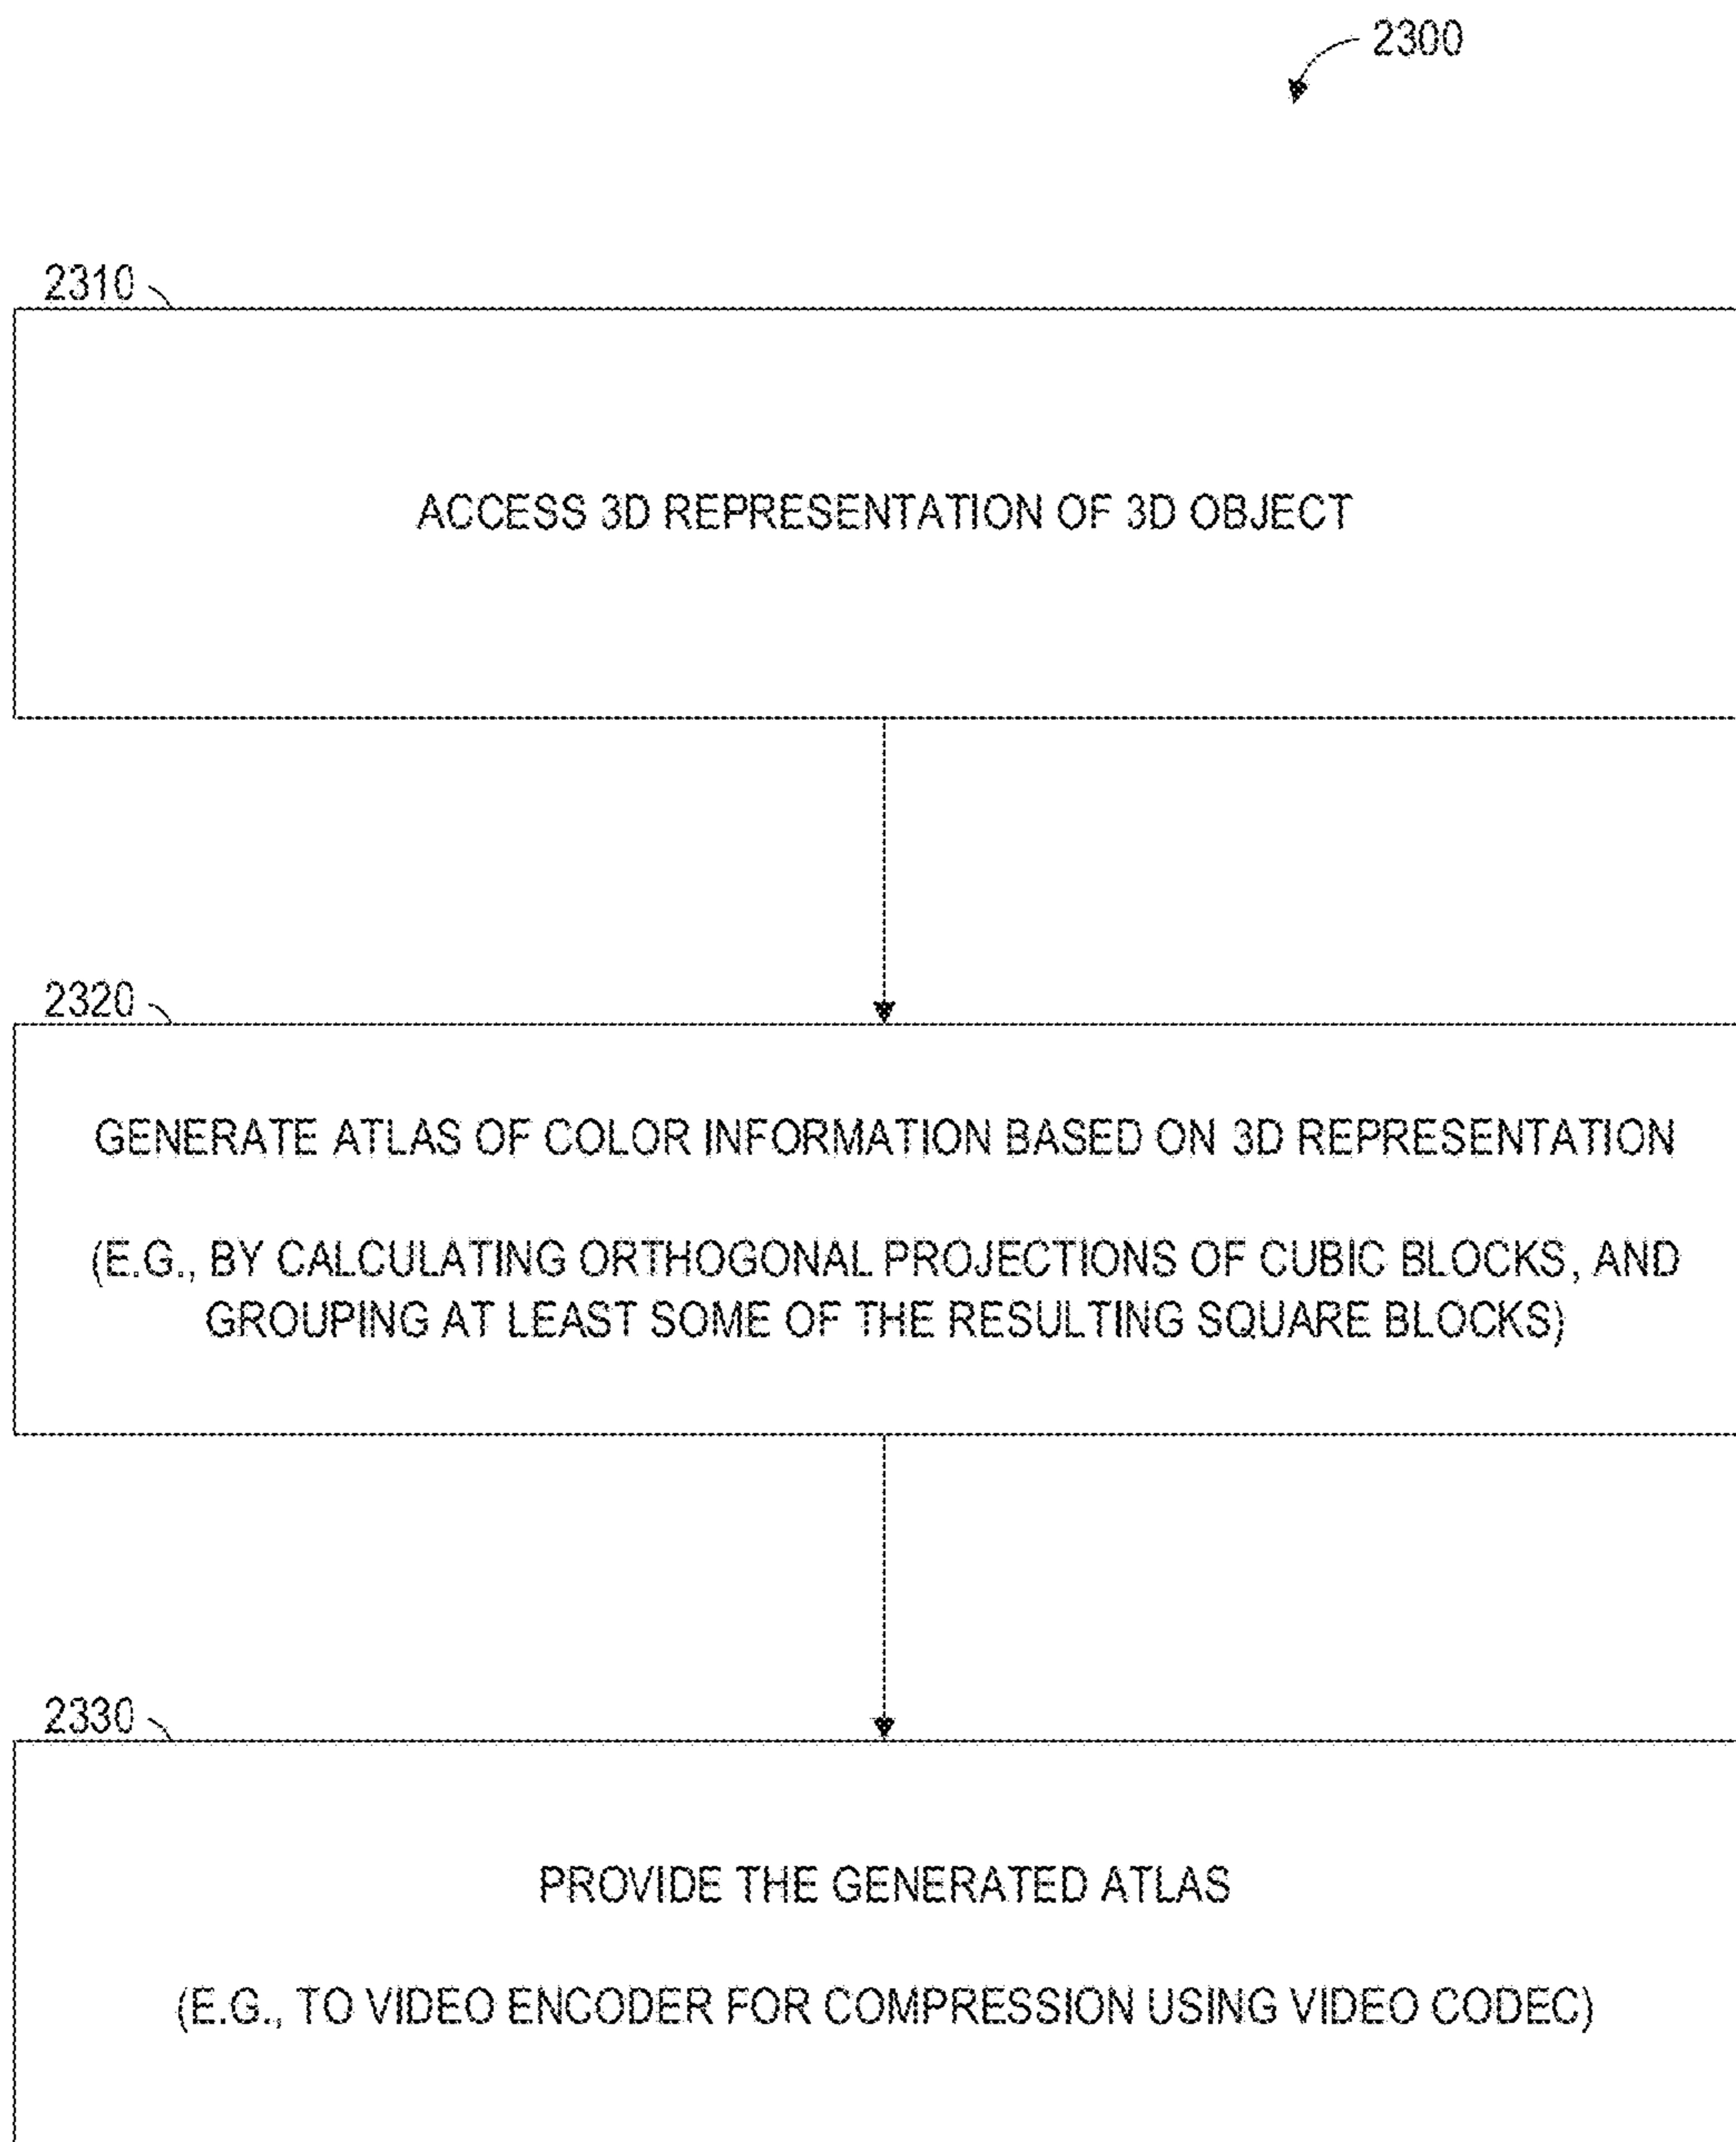 2300
2310
ACCESS 3D REPRESENTATION OF 3D OBJECT
2320
GENERATE ATLAS OF COLOR INFORMATION BASED ON 3D REPRESENTATION
(E.G., BY CALCULATING ORTHOGONAL PROJECTIONS OF CUBIC BLOCKS, AND
GROUPING AT LEAST SOME OF THE RESULTING SQUARE BLOCKS)
2330
PROVIDE THE GENERATED ATLAS
(E.G., TO VIDEO ENCODER FOR COMPRESSION USING VIDEO CODEC)